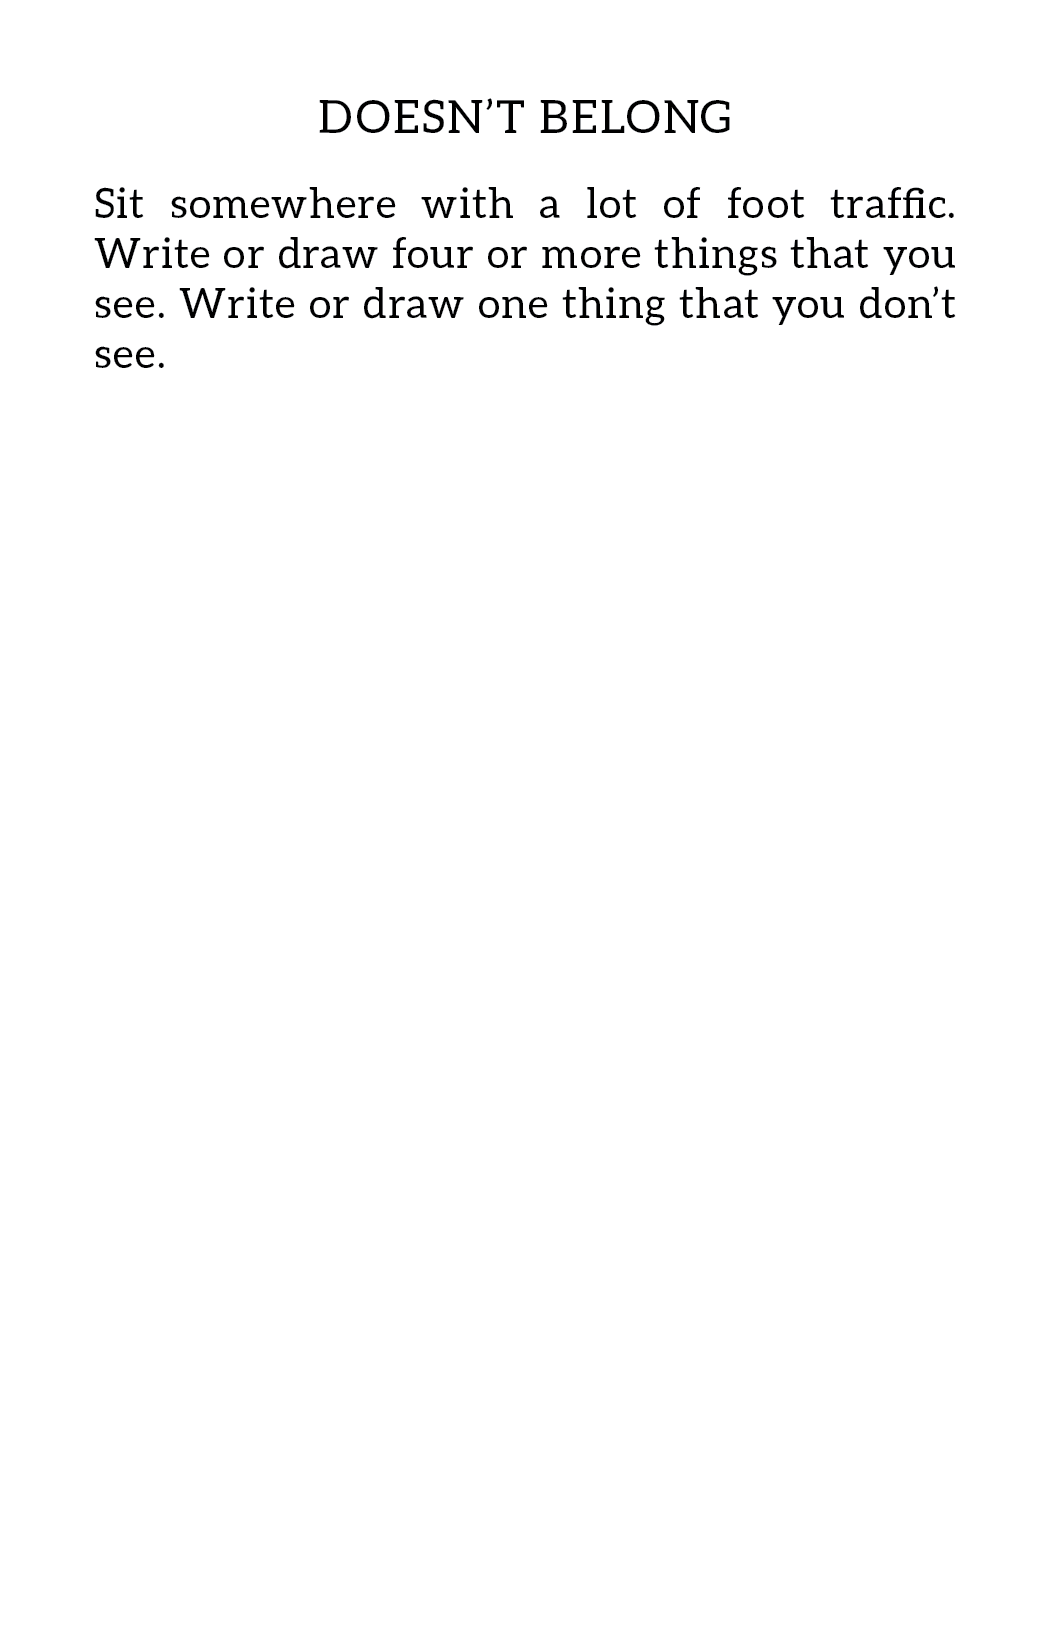 DOESN’T BELONG
Sit somewhere with a lot of foot traffic.
Write or draw four or more things that you
see. Write or draw one thing that you don’t
see.